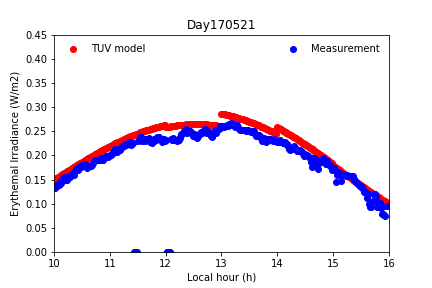 Day170521
TUV model
Measurement
Erythemal Irradiance (W/m2)
0.45
0.40
0.35
0.30
0.25
0.20
0.15
0.10
0.05
0.00
10 11 12 13 14 15 16
Local hour (h)